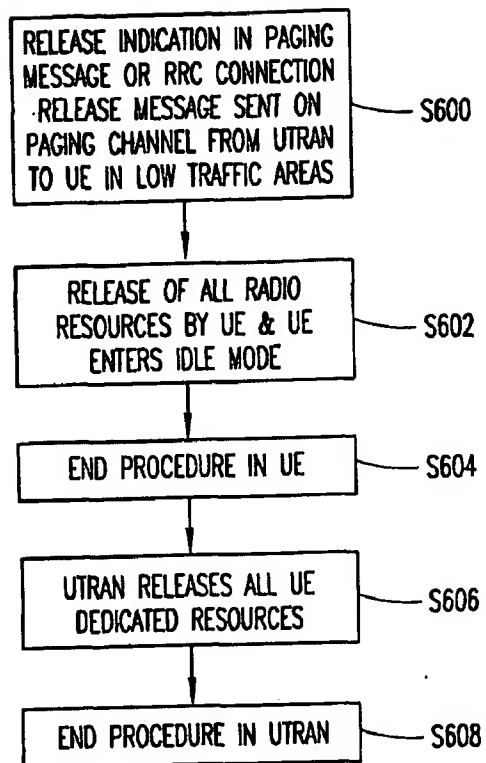 RELEASE INDICATION IN PAGING
MESSAGE OR RRC CONNECTION
RELEASE MESSAGE SENT ON
PAGING CHANNEL FROM UTRAN
TO UE IN LOW TRAFFIC AREAS
S600
RELEASE OF ALL RADIO
RESOURCES BY UE & UE
ENTERS IDLE MODE
S602
END PROCEDURE IN UE
S604
UTRAN RELEASES ALL UE
DEDICATED RESOURCES
S606
END PROCEDURE IN UTRAN
S608